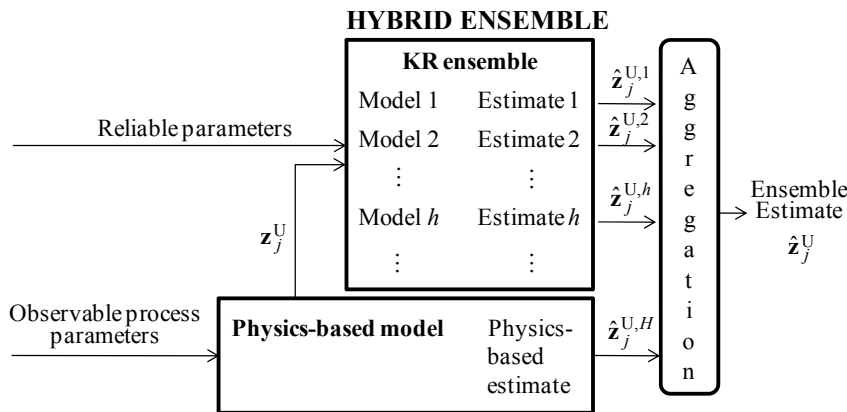 HYBRID ENSEMBLE
KR ensemble
Model 1 Estimate 1
Model 2 Estimate 2
⋮ ⋮
Model h Estimate h
⋮ ⋮
Reliable parameters
z_j^U
Observable process
parameters
Physics-based model
Physics-
based
estimate
ẑ_j^{U,1}
ẑ_j^{U,2}
ẑ_j^{U,h}
ẑ_j^{U,H}
Aggregation
Ensemble
Estimate
ẑ_j^U